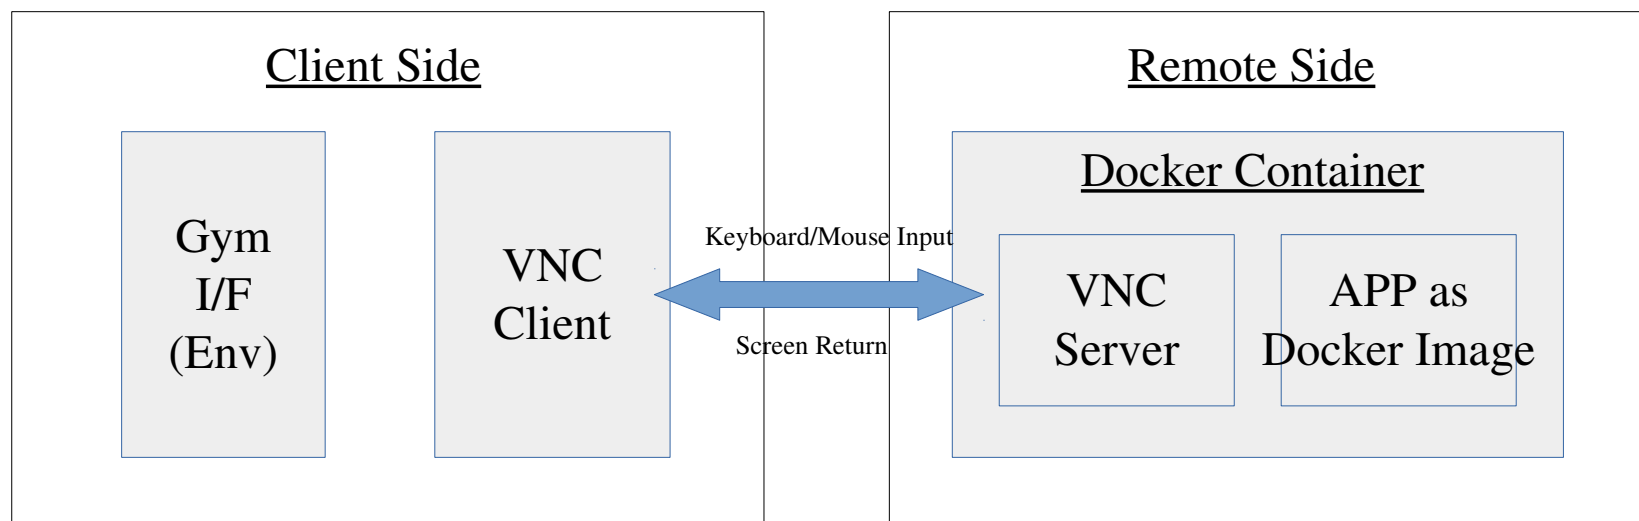 Client Side
Gym
I/F
(Env)
VNC
Client
Keyboard/Mouse Input
Screen Return
Remote Side
Docker Container
VNC
Server
APP as
Docker Image